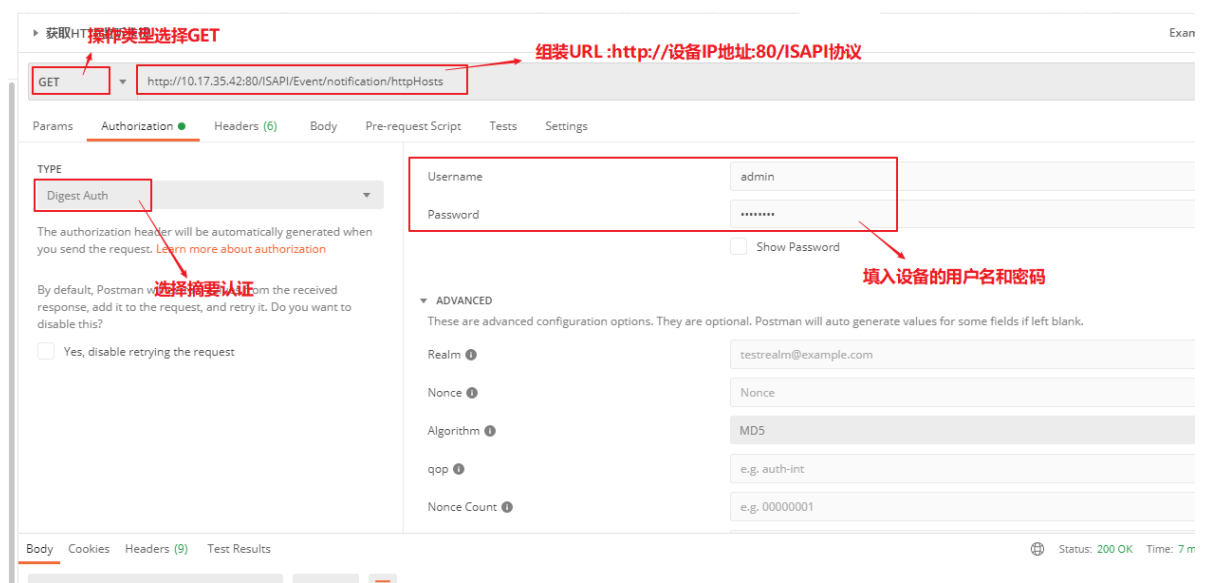 获取HT
操作类型选择GET
Exam
组装URL :http://设备IP地址:80/ISAPI协议
GET
http://10.17.35.42:80/ISAPI/Event/notification/httpHosts
Params Authorization Headers (6) Body Pre-request Script Tests Settings
TYPE
Digest Auth
Username admin
Password ••••••••
Show Password
The authorization header will be automatically generated when
you send the request. Learn more about authorization
选择摘要认证
填入设备的用户名和密码
By default, Postman om the received
response, add it to the request, and retry it. Do you want to
disable this?
Yes, disable retrying the request
ADVANCED
These are advanced configuration options. They are optional. Postman will auto generate values for some fields if left blank.
Realm testrealm@example.com
Nonce Nonce
Algorithm MD5
qop e.g. auth-int
Nonce Count e.g. 00000001
Body Cookies Headers (9) Test Results
Status: 200 OK Time: 7 m